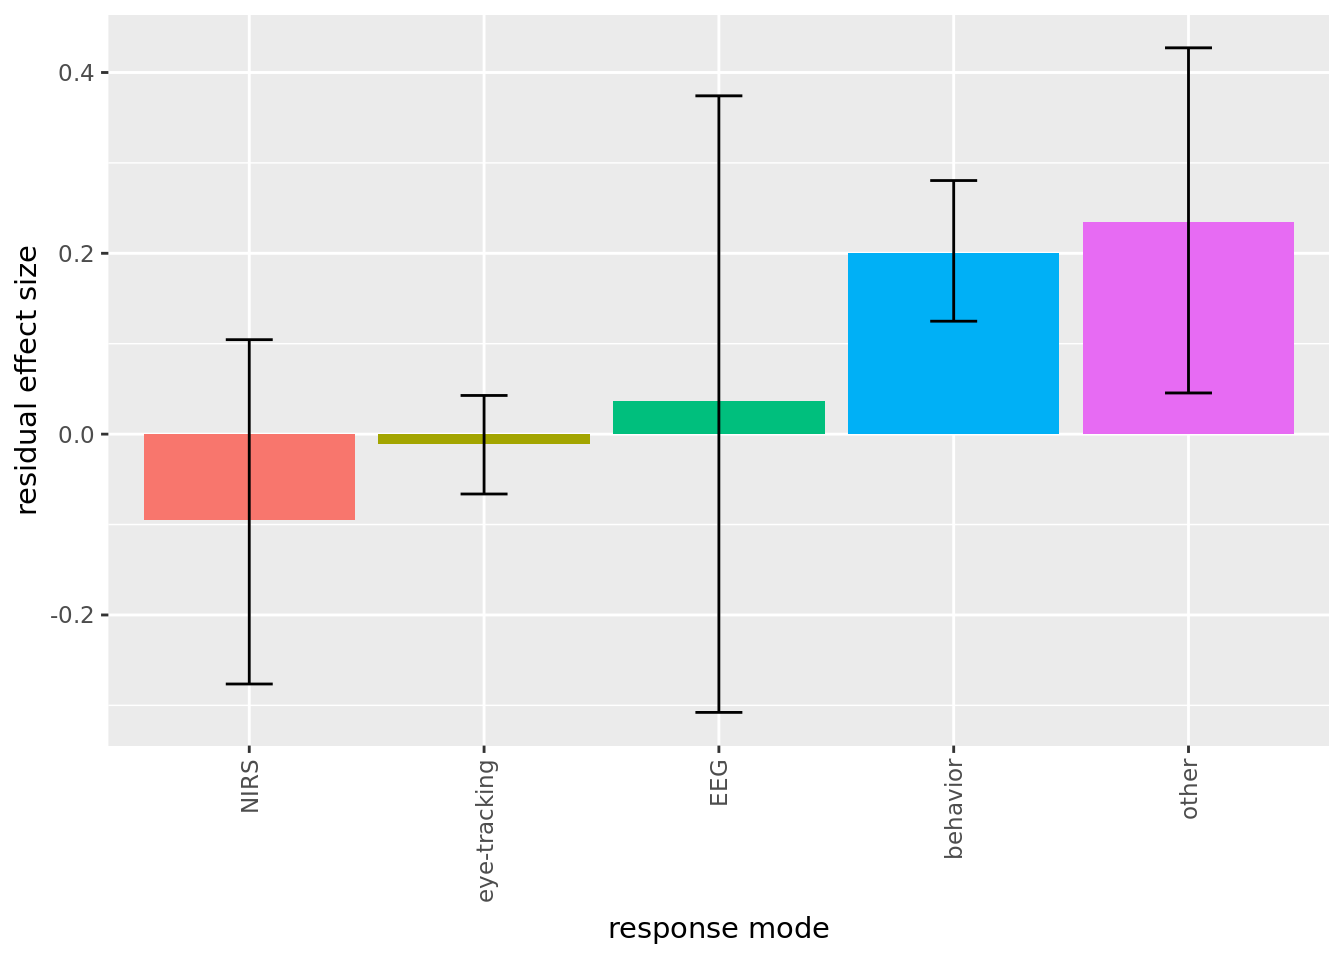 residual effect size
0.4
0.2
0.0
-0.2
NIRS
eye-tracking
EEG
behavior
other
response mode